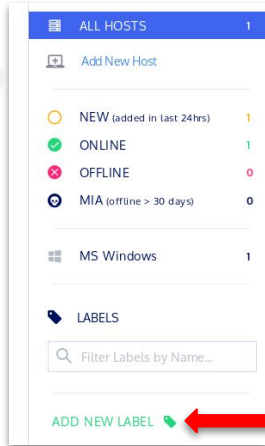 ALL HOSTS 1
Add New Host
NEW (added in last 24hrs) 1
ONLINE 1
OFFLINE 0
MIA (offline > 30 days) 0
MS Windows 1
LABELS
Filter Labels by Name...
ADD NEW LABEL